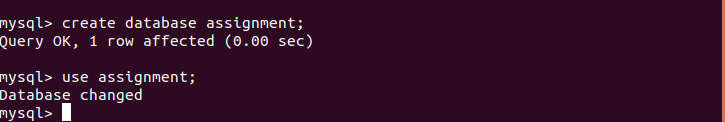 mysql> create database assignment;
Query OK, 1 row affected (0.00 sec)
mysql> use assignment;
Database changed
mysql>